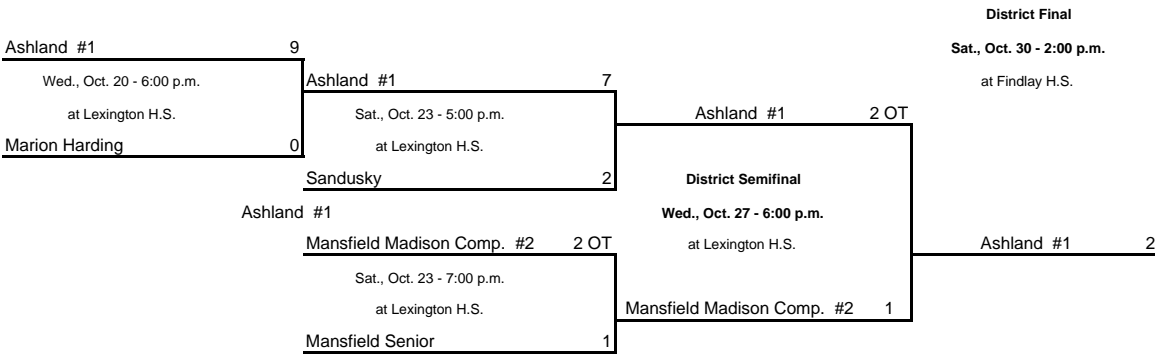 District Final
Ashland #1 9
Sat., Oct. 30 - 2:00 p.m.
Wed., Oct. 20 - 6:00 p.m.
Ashland #1 7
at Findlay H.S.
at Lexington H.S.
Sat., Oct. 23 - 5:00 p.m.
Ashland #1 2 OT
Marion Harding 0
at Lexington H.S.
Sandusky 2
District Semifinal
Ashland #1
Wed., Oct. 27 - 6:00 p.m.
Mansfield Madison Comp. #2 2 OT
at Lexington H.S.
Ashland #1 2
Sat., Oct. 23 - 7:00 p.m.
at Lexington H.S.
Mansfield Madison Comp. #2 1
Mansfield Senior 1